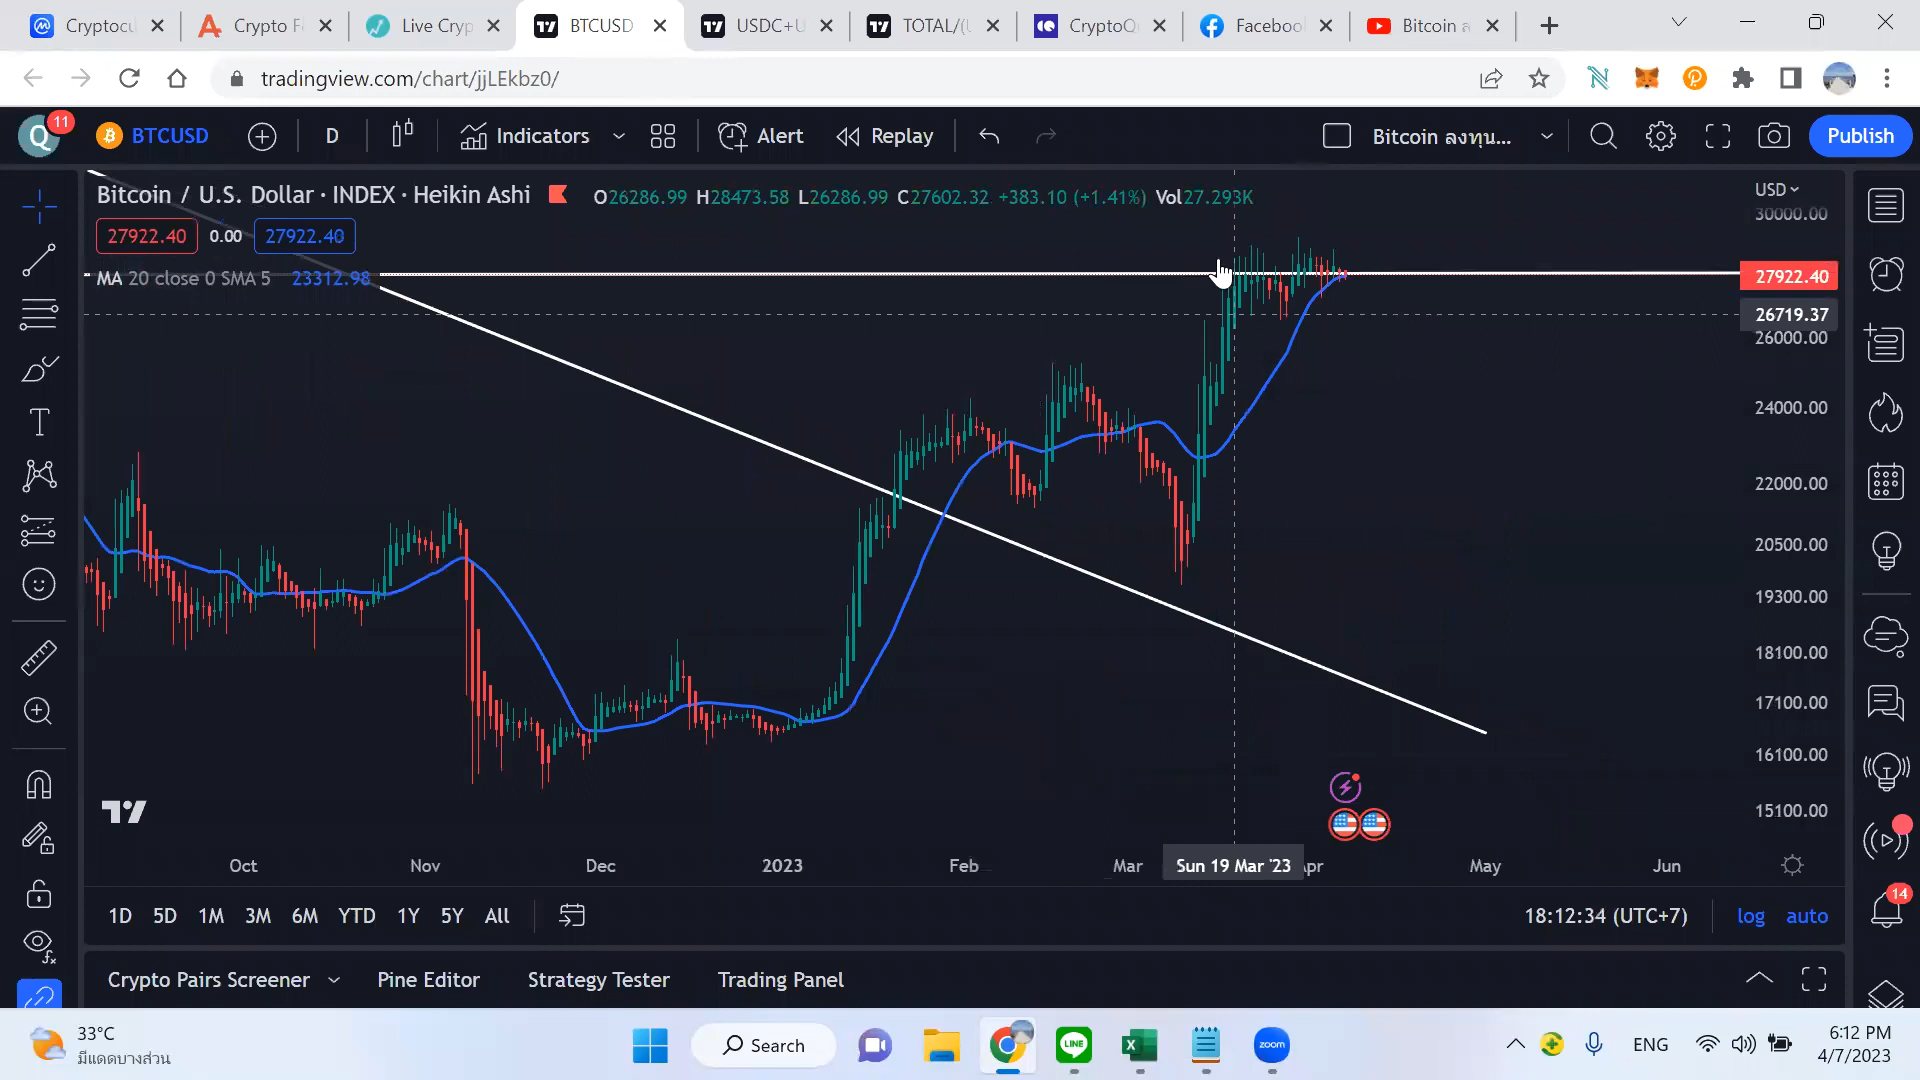 Cryptocu
Crypto F
Live Cryp
BTCUSD
USDC+U
TOTAL/(
CryptoQ
Facebook
Bitcoin ล
tradingview.com/chart/jjLEkbz0/
Q 11 BTCUSD D Indicators Alert Replay Bitcoin ลงทุน... Publish
Bitcoin / U.S. Dollar · INDEX · Heikin Ashi O26286.99 H28473.58 L26286.99 C27602.32 +383.10 (+1.41%) Vol27.293K
27922.40 0.00 27922.40
MA 20 close 0 SMA 5 23312.98
USD
30000.00
27922.40
26719.37
26000.00
24000.00
22000.00
20500.00
19300.00
18100.00
17100.00
16100.00
15100.00
Oct Nov Dec 2023 Feb Mar Sun 19 Mar '23 Apr May Jun
1D 5D 1M 3M 6M YTD 1Y 5Y All 18:12:34 (UTC+7) log auto
14
Crypto Pairs Screener Pine Editor Strategy Tester Trading Panel
33°C
มีแดดบางส่วน
Search
LINE
zoom
ENG
6:12 PM
4/7/2023